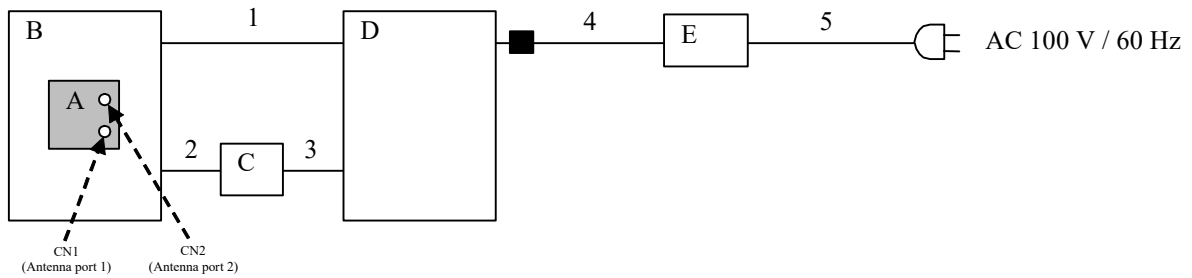 B
1
D
4
E
5
AC 100 V / 60 Hz
A
2
C
3
CN1
(Antenna port 1)
CN2
(Antenna port 2)